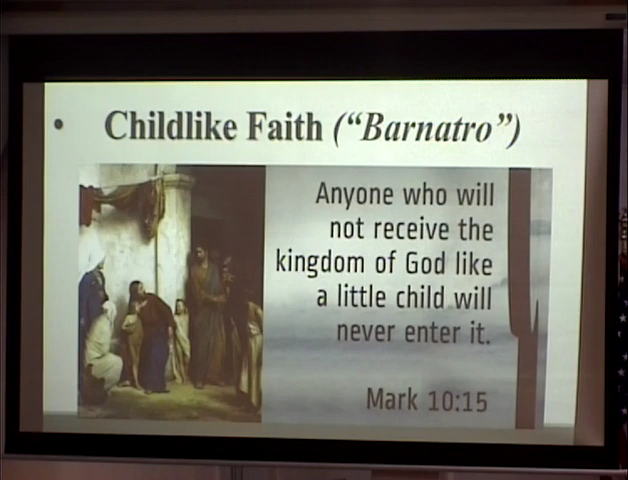 • Childlike Faith (“Barnatro”)
Anyone who will
not receive the
kingdom of God like
a little child will
never enter it.
Mark 10:15